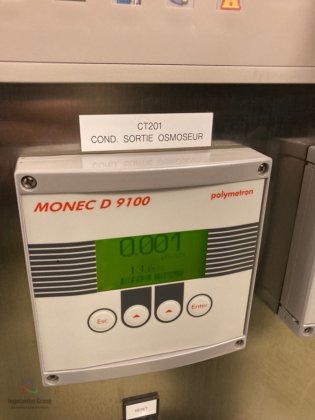 CT201
COND. SORTIE OSMOSEUR
MONEC D 9100
polymetron
0.001
Esc
Enter